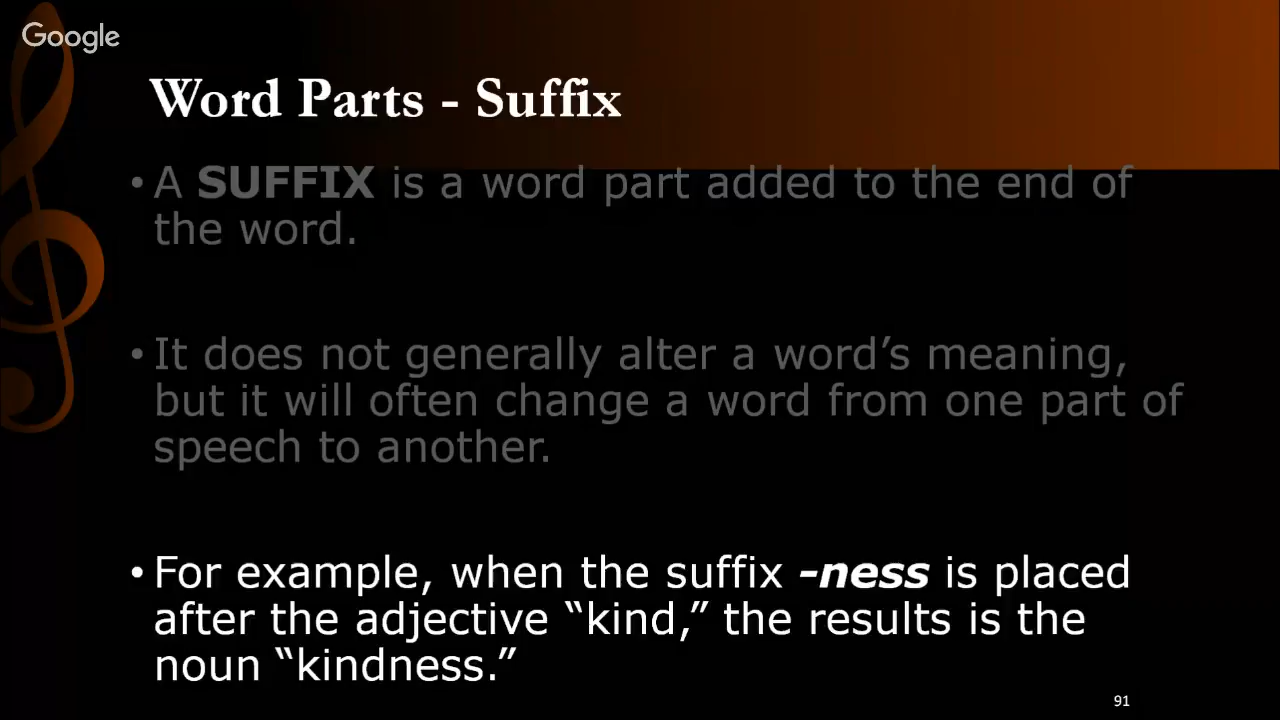 Google
Word Parts - Suffix
• A SUFFIX is a word part added to the end of
the word.
• It does not generally alter a word’s meaning,
but it will often change a word from one part of
speech to another.
• For example, when the suffix -ness is placed
after the adjective “kind,” the results is the
noun “kindness.”
91